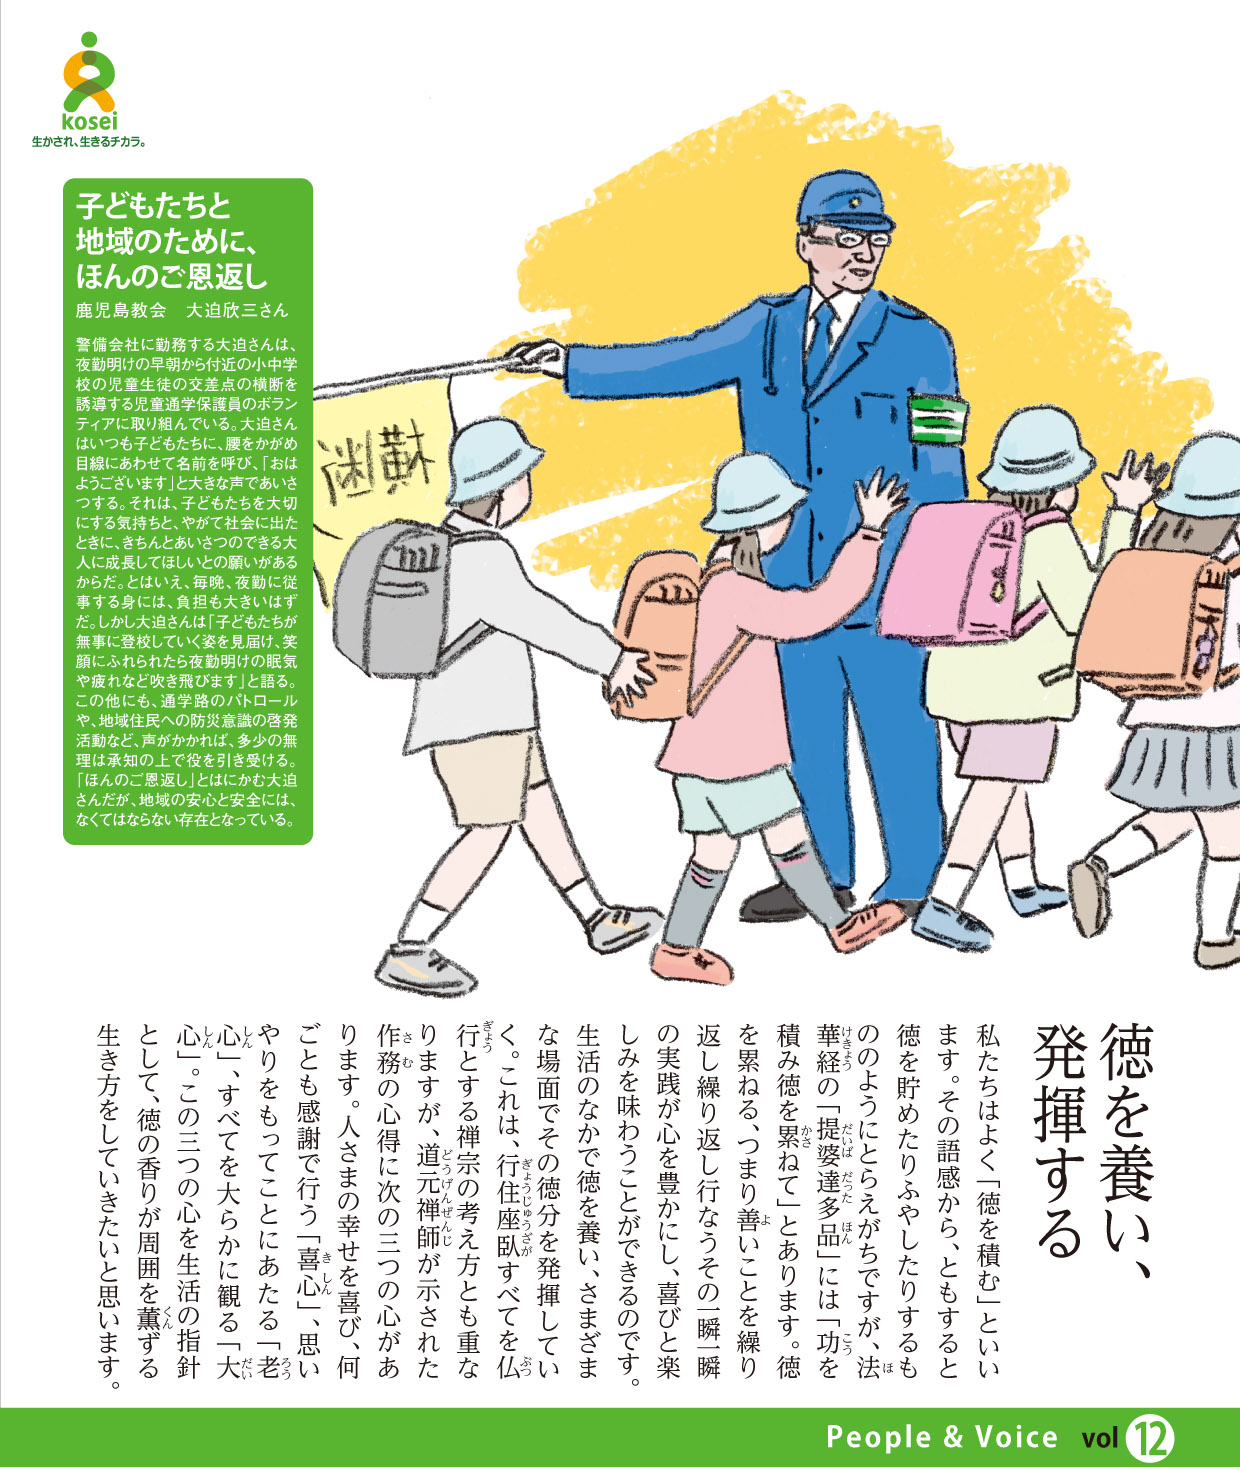 kosei
生かされ、生きるチカラ。
子どもたちと
地域のために、
ほんのご恩返し
鹿児島教会　大迫欣三さん
警備会社に勤務する大迫さんは、
夜勤明けの早朝から付近の小中学
校の児童生徒の交差点の横断を
誘導する児童通学保護員のボラン
ティアに取り組んでいる。大迫さん
はいつも子どもたちに、腰をかがめ
目線にあわせて名前を呼び、「おは
ようございます」と大きな声であいさ
つする。それは、子どもたちを大切
にする気持ちと、やがて社会に出た
ときに、きちんとあいさつのできる大
人に成長してほしいとの願いがある
からだ。とはいえ、毎晩、夜勤に従
事する身には、負担も大きいはず
だ。しかし大迫さんは「子どもたちが
無事に登校していく姿を見届け、笑
顔にふれられたら夜勤明けの眠気
や疲れなど吹き飛びます」と語る。
この他にも、通学路のパトロール
や、地域住民への防災意識の啓発
活動など、声がかかれば、多少の無
理は承知の上で役を引き受ける。
「ほんのご恩返し」とはにかむ大迫
さんだが、地域の安心と安全には、
なくてはならない存在となっている。
横断
徳を養い、
発揮する
私たちはよく「徳を積む」といい
ます。その語感から、ともすると
徳を貯めたりふやしたりするも
ののようにとらえがちですが、法
華経の「提婆達多品」には「功を
積み徳を累ねて」とあります。徳
を累ねる、つまり善いことを繰り
返し繰り返し行なうその一瞬一瞬
の実践が心を豊かにし、喜びと楽
しみを味わうことができるのです。
生活のなかで徳を養い、さまざま
な場面でその徳分を発揮してい
く。これは、行住座臥すべてを仏
行とする禅宗の考え方とも重な
りますが、道元禅師が示された
作務の心得に次の三つの心があ
ります。人さまの幸せを喜び、何
ごとも感謝で行う「喜心」、思い
やりをもってことにあたる「老
心」、すべてを大らかに観る「大
心」。この三つの心を生活の指針
として、徳の香りが周囲を薫ずる
生き方をしていきたいと思います。
People & Voice vol 12